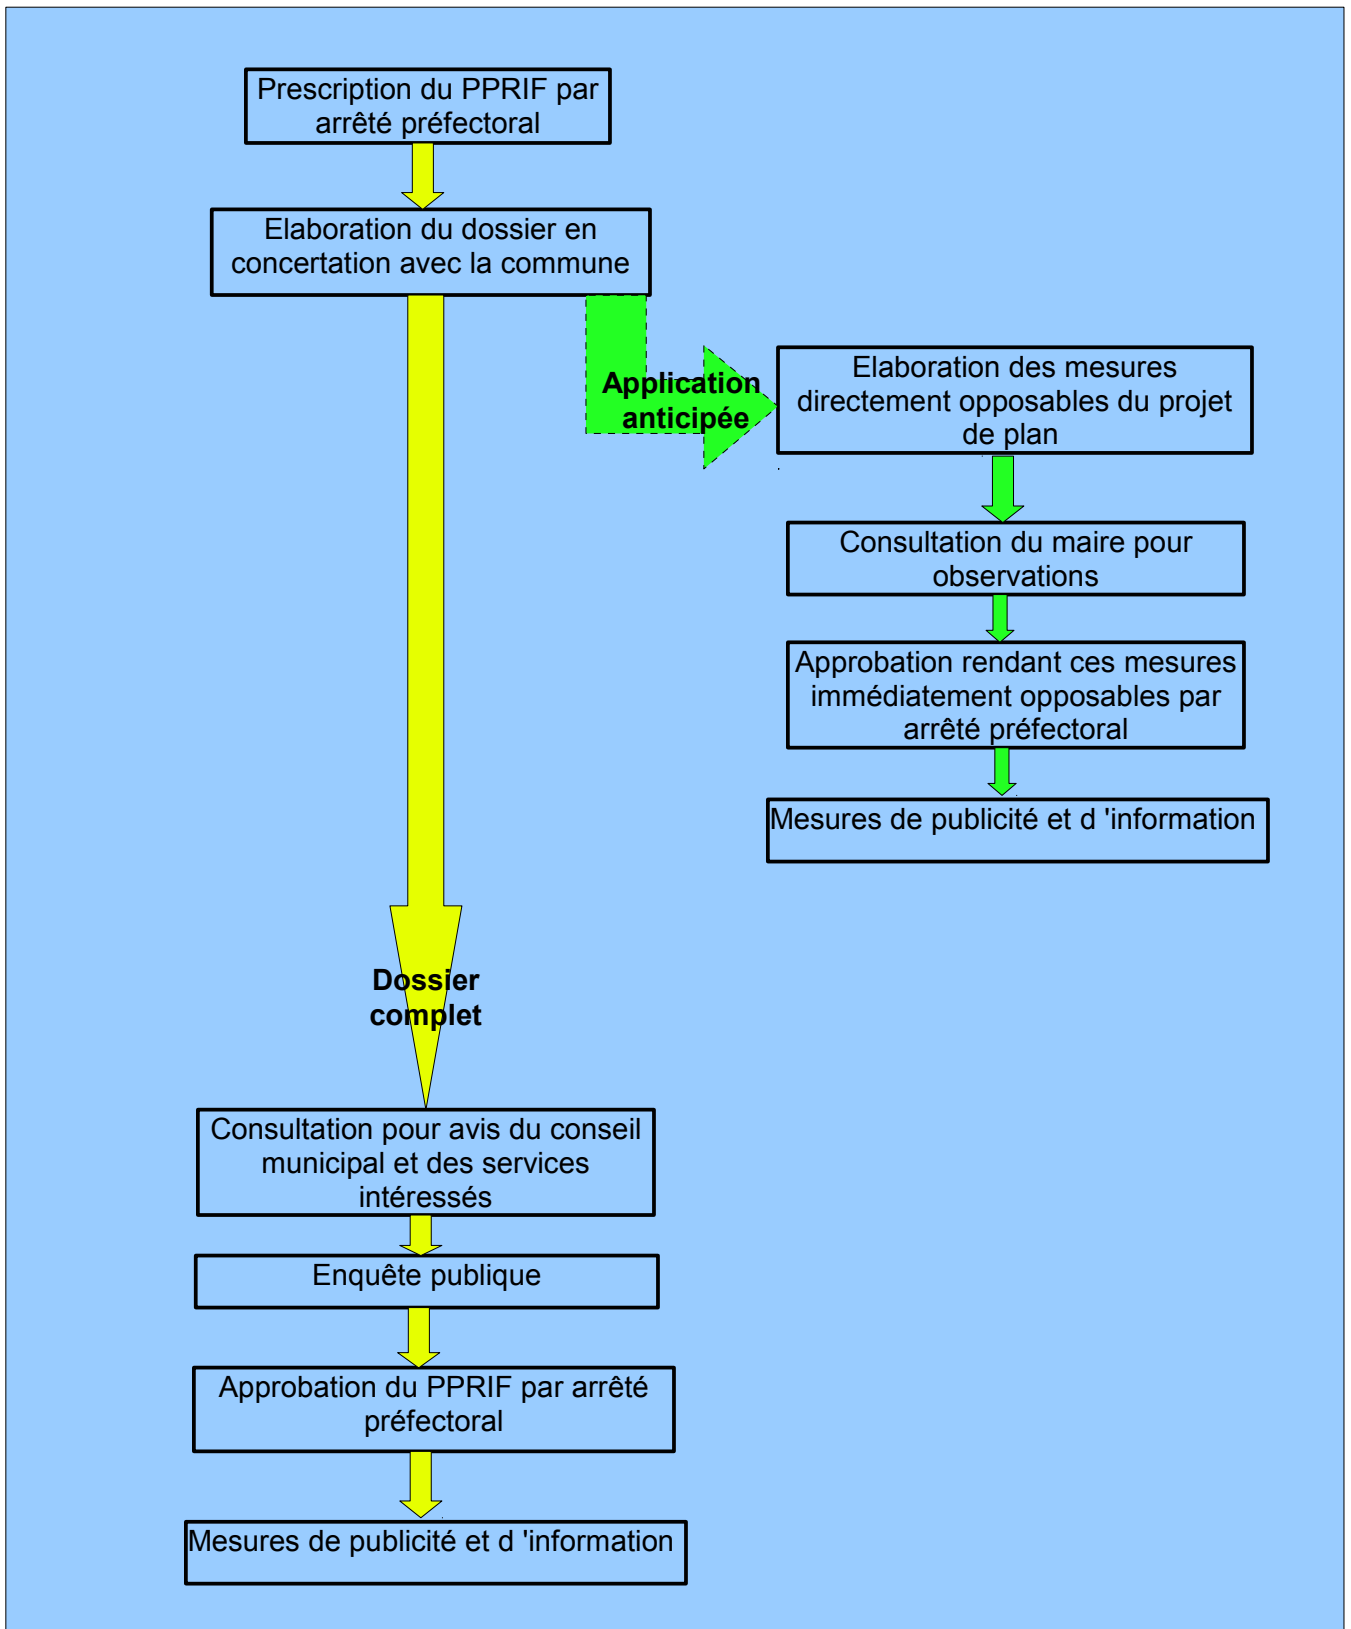 Prescription du PPRIF par
arrêté préfectoral
Elaboration du dossier en
concertation avec la commune
Application
anticipée
Elaboration des mesures
directement opposables du projet
de plan
Consultation du maire pour
observations
Approbation rendant ces mesures
immédiatement opposables par
arrêté préfectoral
Mesures de publicité et d 'information
Dossier
complet
Consultation pour avis du conseil
municipal et des services
intéressés
Enquête publique
Approbation du PPRIF par arrêté
préfectoral
Mesures de publicité et d 'information